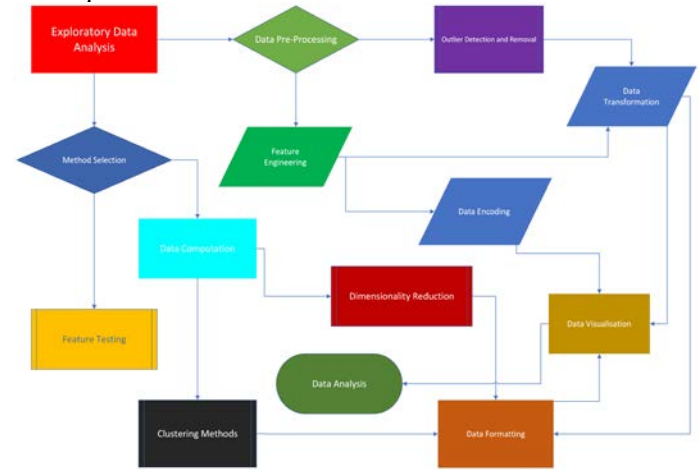 Exploratory Data
Analysis
Data Pre-Processing
Outlier Detection and Removal
Data
Transformation
Method Selection
Feature
Engineering
Data Encoding
Data Computation
Dimensionality Reduction
Feature Testing
Data Visualisation
Data Analysis
Clustering Methods
Data Formatting